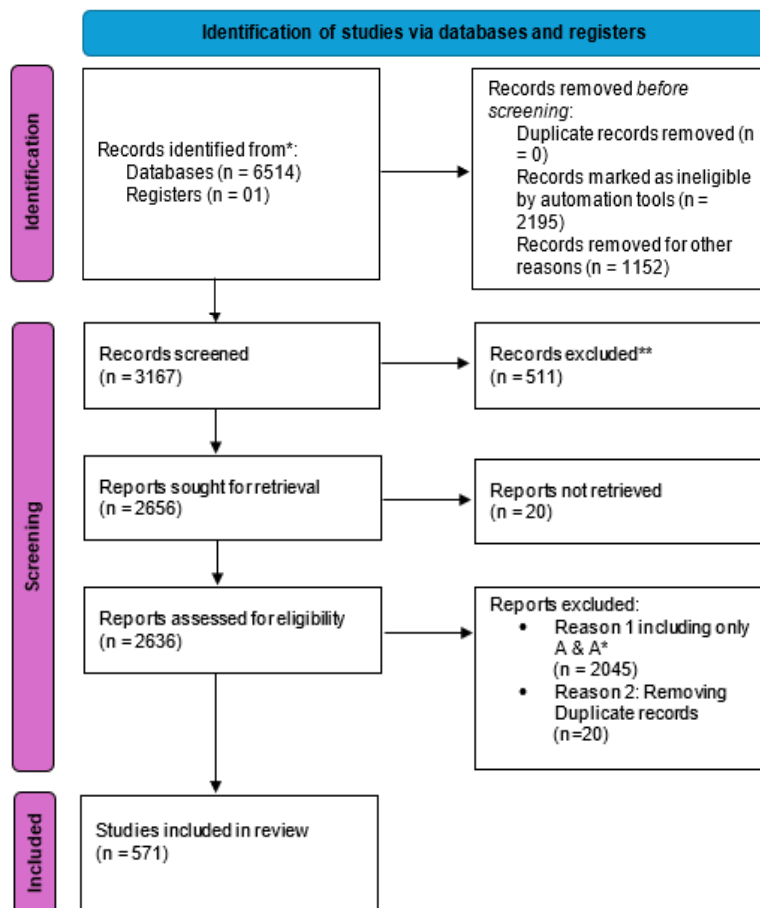 Identification of studies via databases and registers
Identification
Records identified from*:
Databases (n = 6514)
Registers (n = 01)
Records removed before
screening:
Duplicate records removed (n
= 0)
Records marked as ineligible
by automation tools (n =
2195)
Records removed for other
reasons (n = 1152)
Screening
Records screened
(n = 3167)
Records excluded**
(n = 511)
Reports sought for retrieval
(n = 2656)
Reports not retrieved
(n = 20)
Reports assessed for eligibility
(n = 2636)
Reports excluded:
• Reason 1 including only
A & A*
(n = 2045)
• Reason 2: Removing
Duplicate records
(n=20)
Included
Studies included in review
(n = 571)